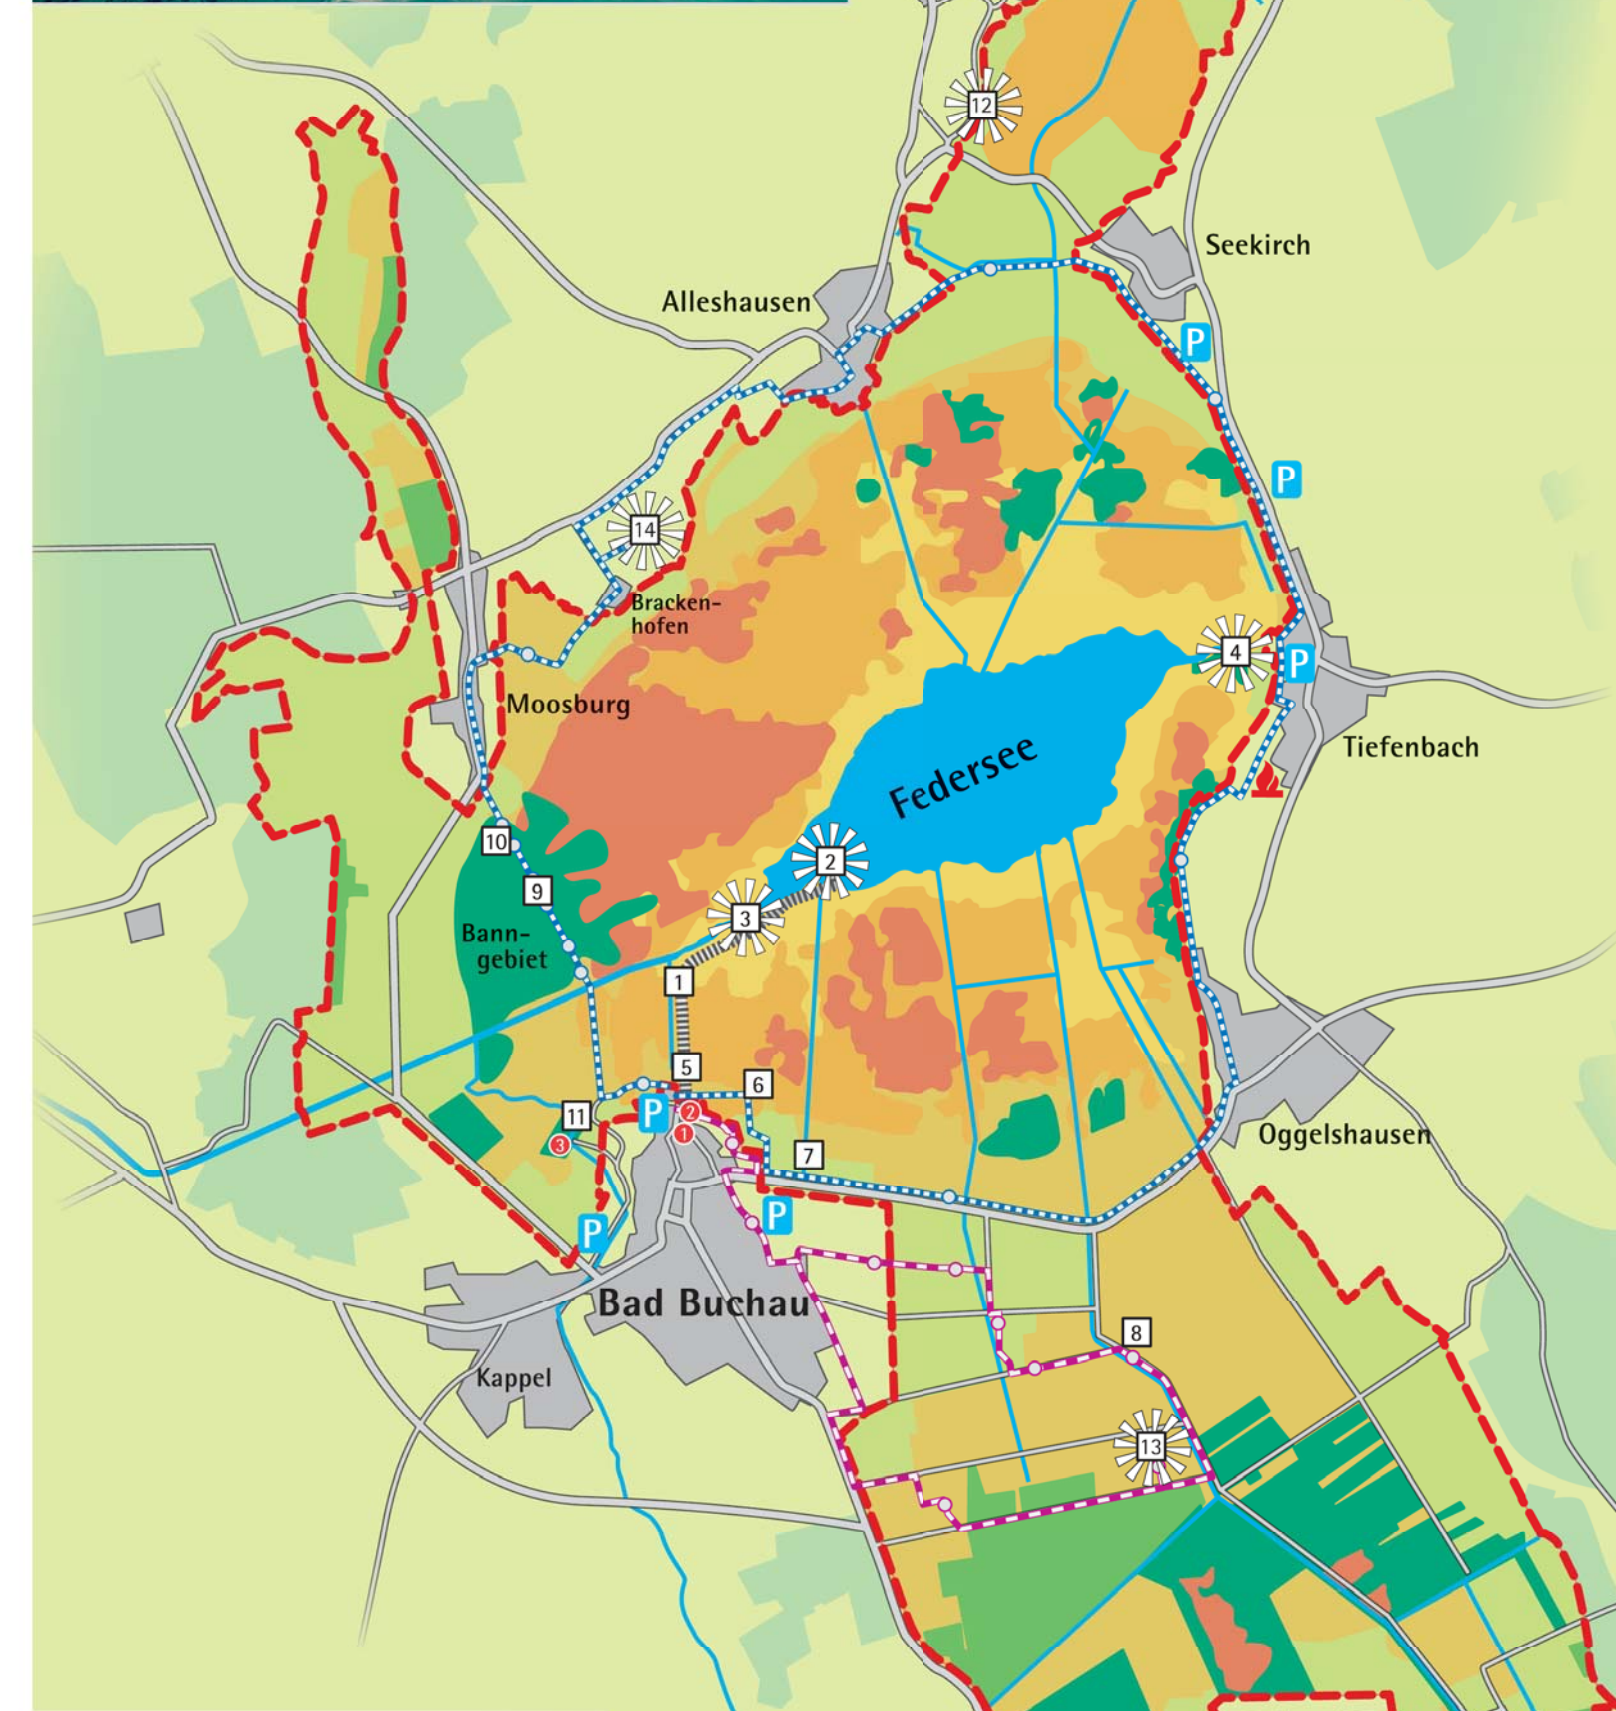 12
Seekirch
Alleshausen
P
P
14
Bracken-
hofen
4
P
Moosburg
Tiefenbach
Federsee
10
2
9
3
Bann-
gebiet
1
5
6
11
P
2
1
3
7
Oggelshausen
P
P
Bad Buchau
8
Kappel
13